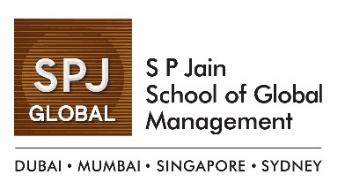 SPJ
GLOBAL
S P Jain
School of Global
Management
DUBAI • MUMBAI • SINGAPORE • SYDNEY